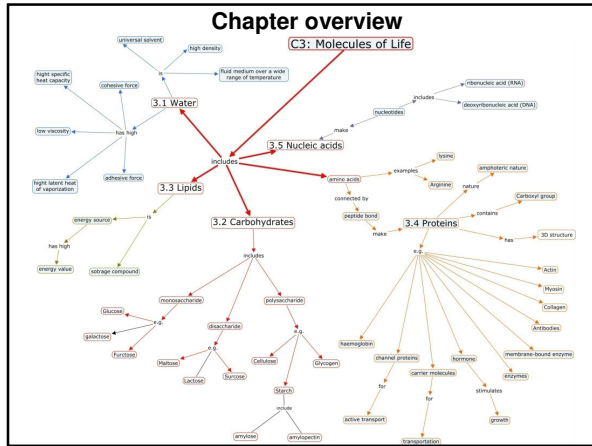 Chapter overview
C3: Molecules of Life
universal solvent
high density
is
fluid medium over a wide
range of temperature
hight specific
heat capacity
cohesive force
3.1 Water
low viscosity
has high
hight latent heat
of vaporization
adhesive force
ribonucleic acid (RNA)
includes
deoxyribonucleic acid (DNA)
nucleotides
make
3.5 Nucleic acids
includes
amino acids
examples
lysine
Arginine
connected by
peptide bond
make
3.4 Proteins
nature
amphoteric nature
contains
Carboxyl group
has
3D structure
3.3 Lipids
is
energy source
has high
energy value
sotrage compound
3.2 Carbohydrates
includes
monosaccharide
e.g.
Glucose
galactose
Furctose
disaccharide
e.g.
Maltose
Lactose
Surcose
polysaccharide
e.g.
Cellulose
Glycogen
Starch
include
amylose
amylopectin
e.g.
Actin
Myosin
Collagen
Antibodies
membrane-bound enzyme
enzymes
hormone
stimulates
growth
carrier molecules
for
transportation
channel proteins
for
active transport
haemoglobin